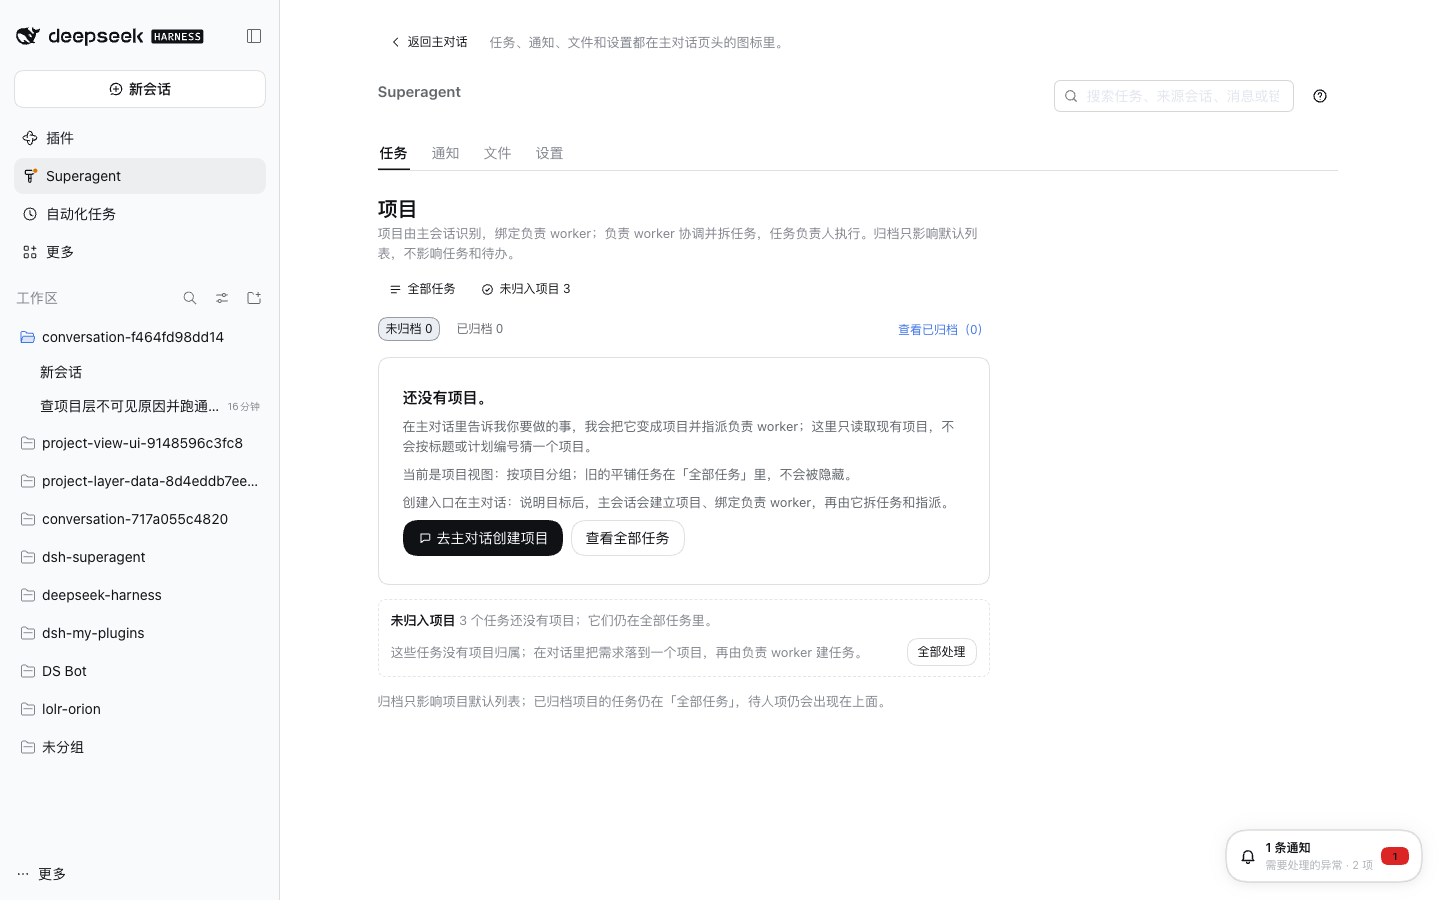 deepseek HARNESS
新会话
插件
Superagent
自动化任务
更多
工作区
conversation-f464fd98dd14
新会话
查项目层不可见原因并跑通... 16 分钟
project-view-ui-9148596c3fc8
project-layer-data-8d4eddb7ee...
conversation-717a055c4820
dsh-superagent
deepseek-harness
dsh-my-plugins
DS Bot
lolr-orion
未分组
··· 更多
返回主对话 任务、通知、文件和设置都在主对话页头的图标里。
Superagent
搜索任务、来源会话、消息或链
任务 通知 文件 设置
项目
项目由主会话识别，绑定负责 worker；负责 worker 协调并拆任务，任务负责人执行。归档只影响默认列
表，不影响任务和待办。
全部任务 未归入项目 3
未归档 0 已归档 0 查看已归档（0）
还没有项目。
在主对话里告诉我你要做的事，我会把它变成项目并指派负责 worker；这里只读取现有项目，不
会按标题或计划编号猜一个项目。
当前是项目视图：按项目分组；旧的平铺任务在「全部任务」里，不会被隐藏。
创建入口在主对话：说明目标后，主会话会建立项目、绑定负责 worker，再由它拆任务和指派。
去主对话创建项目 查看全部任务
未归入项目 3 个任务还没有项目；它们仍在全部任务里。
这些任务没有项目归属；在对话里把需求落到一个项目，再由负责 worker 建任务。 全部处理
归档只影响项目默认列表；已归档项目的任务仍在「全部任务」，待人项仍会出现在上面。
1 条通知
需要处理的异常 · 2 项 1